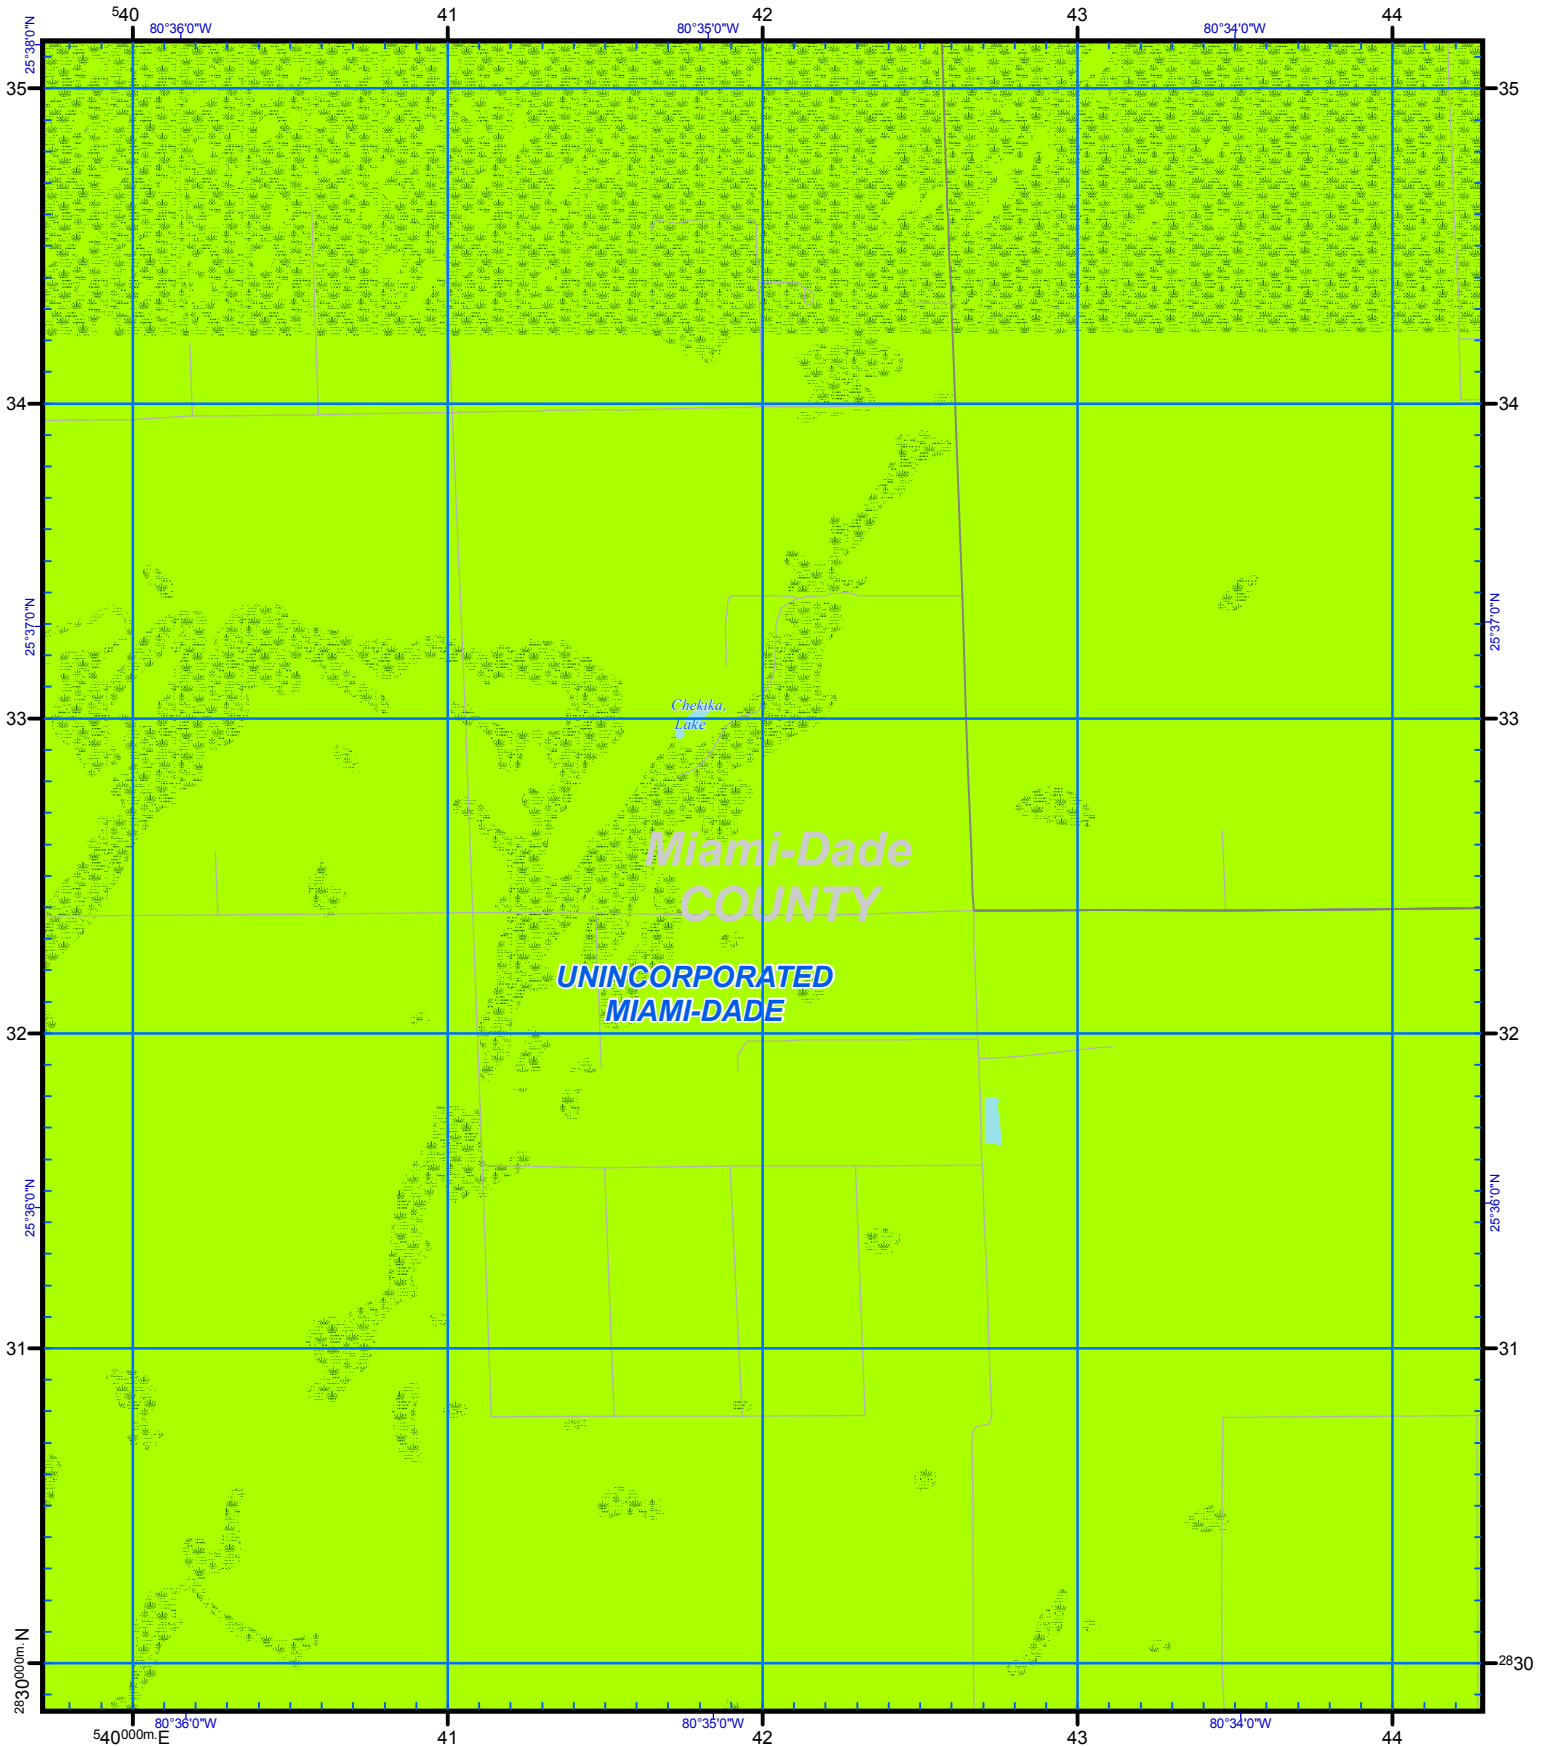 ⁵40 41 42 43 44
80°36'0"W 80°35'0"W 80°34'0"W
25°38'0"N
35 35
34 34
25°37'0"N 25°37'0"N
Chekika,
Lake
33 33
Miami-Dade
COUNTY
UNINCORPORATED
MIAMI-DADE
32 32
25°36'0"N 25°36'0"N
31 31
²⁸30⁰⁰⁰ᵐ· N ²⁸30
80°36'0"W 80°35'0"W 80°34'0"W
⁵40⁰⁰⁰ᵐ·E 41 42 43 44